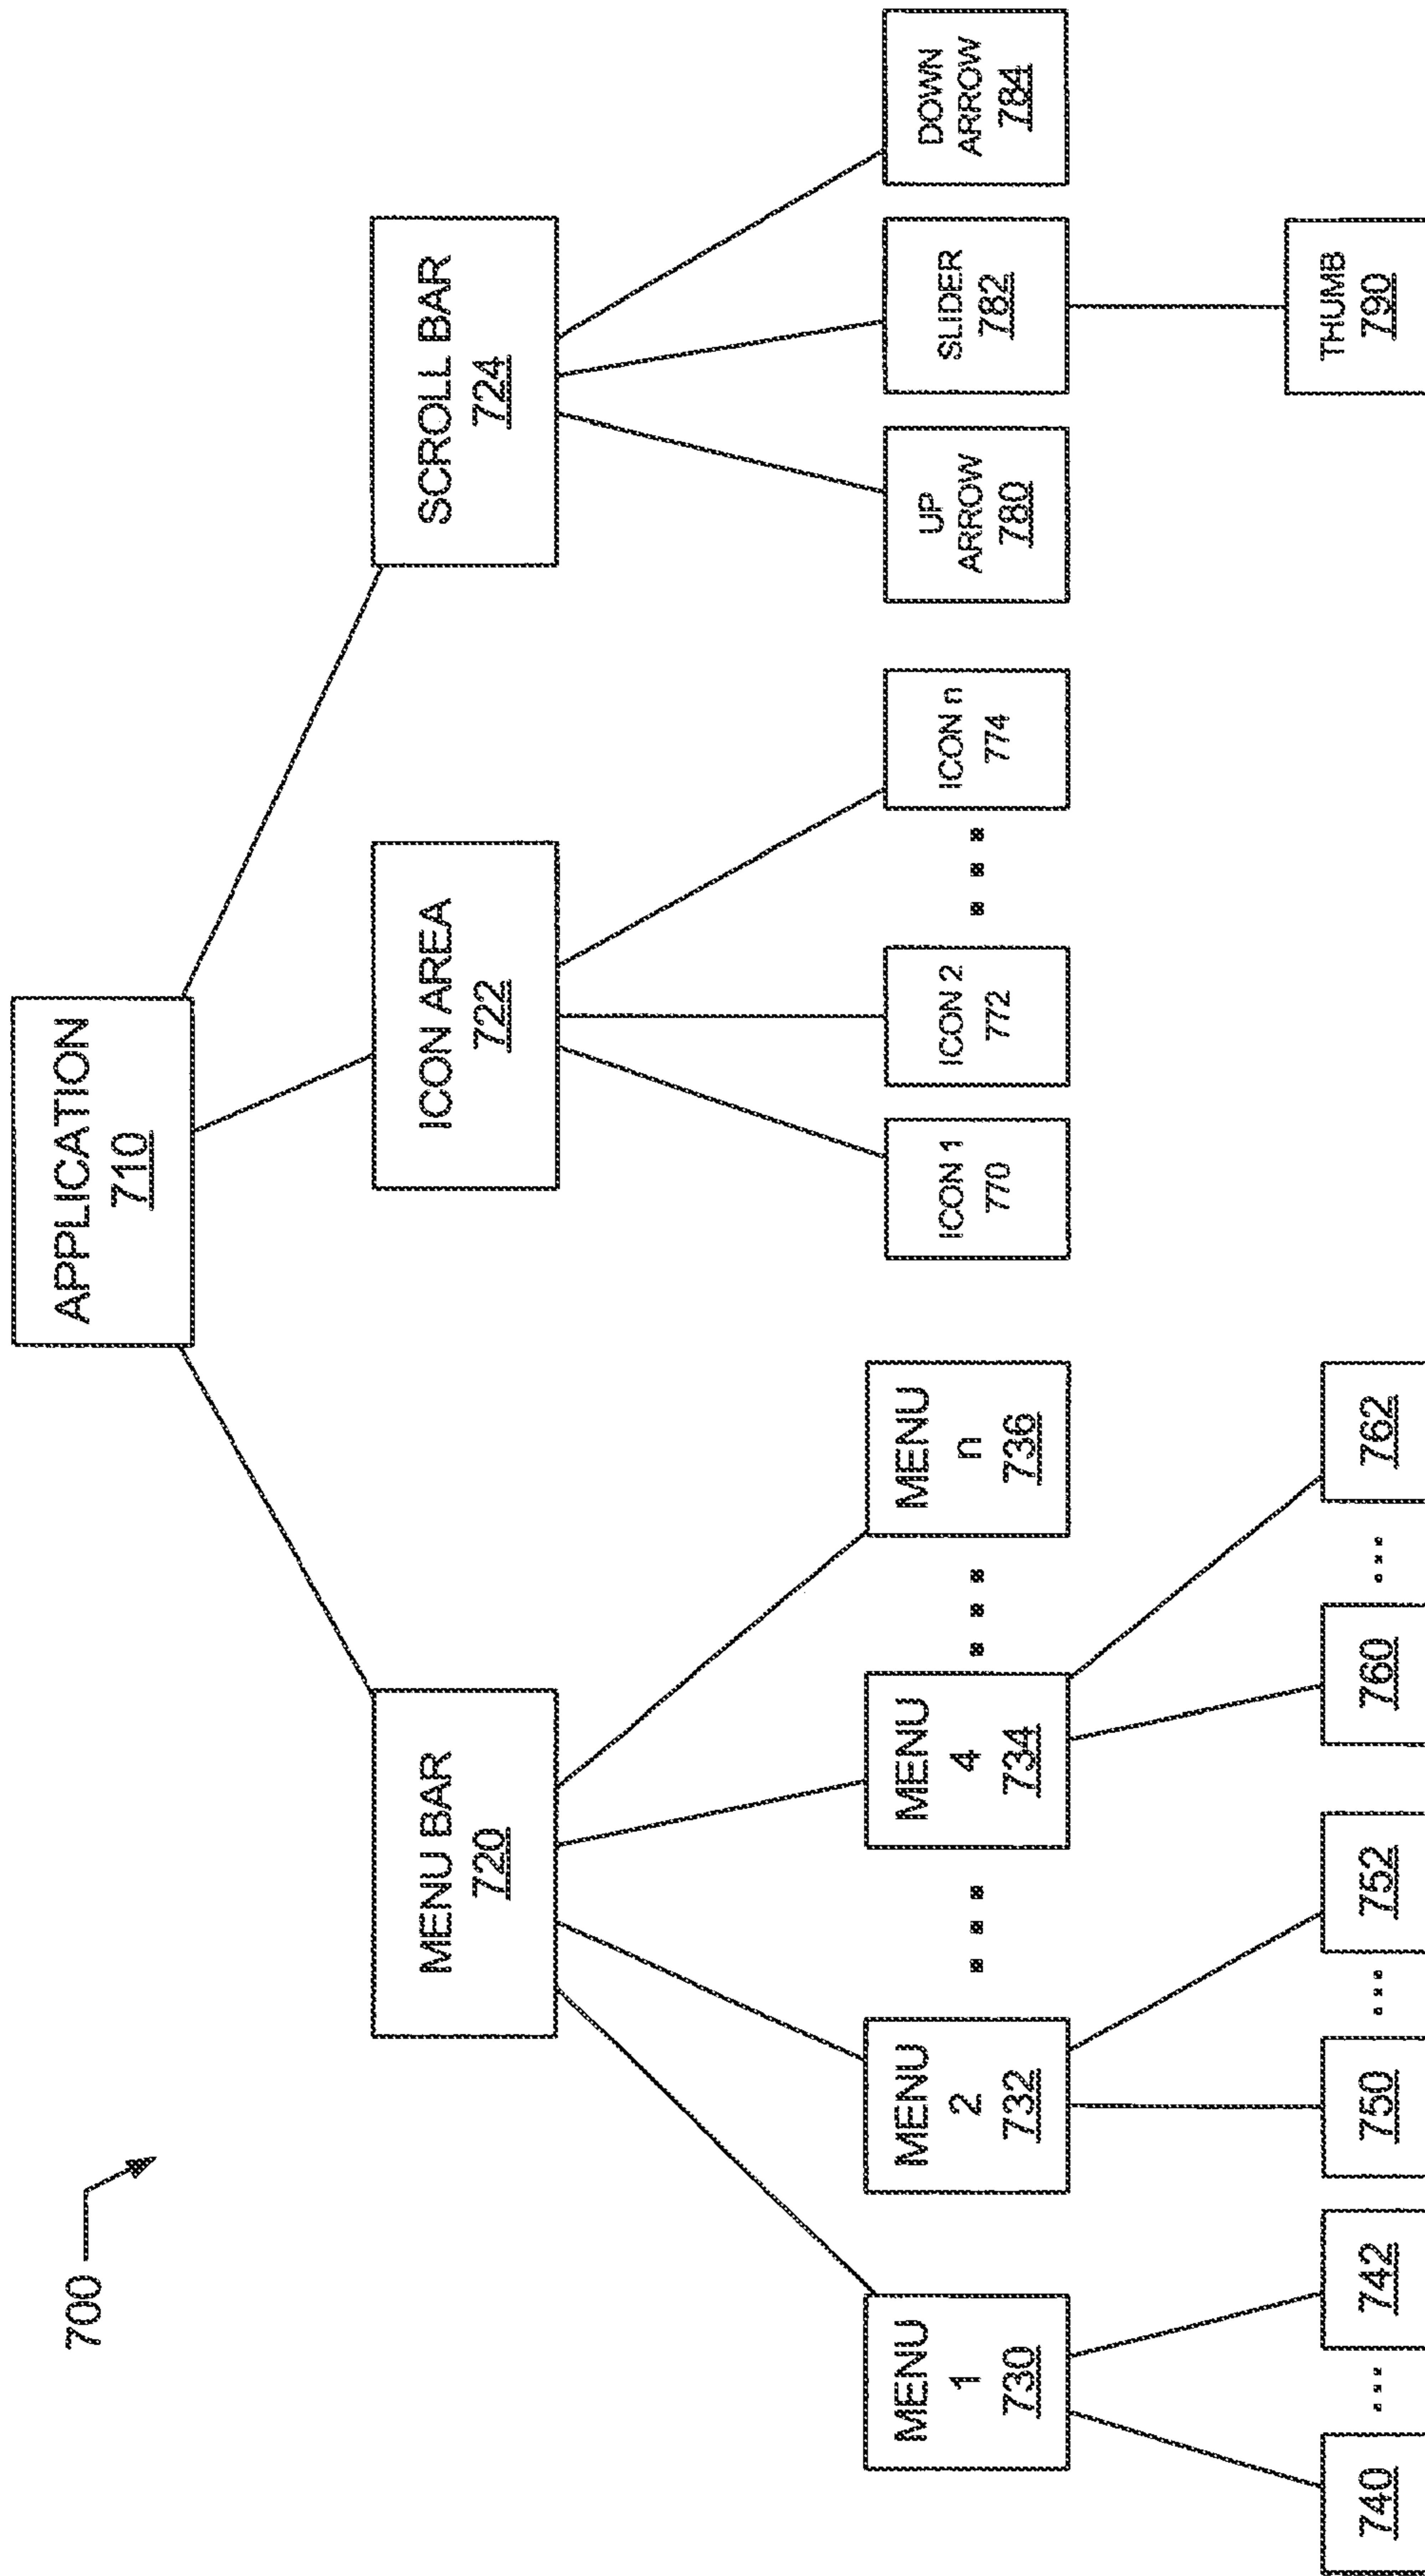 700
APPLICATION
710
MENU BAR
720
ICON AREA
722
SCROLL BAR
724
MENU
1
730
MENU
2
732
...
MENU
4
734
...
MENU
n
736
ICON 1
770
ICON 2
772
...
ICON n
774
UP
ARROW
780
SLIDER
782
DOWN
ARROW
784
740
...
742
750
...
752
760
...
762
THUMB
790